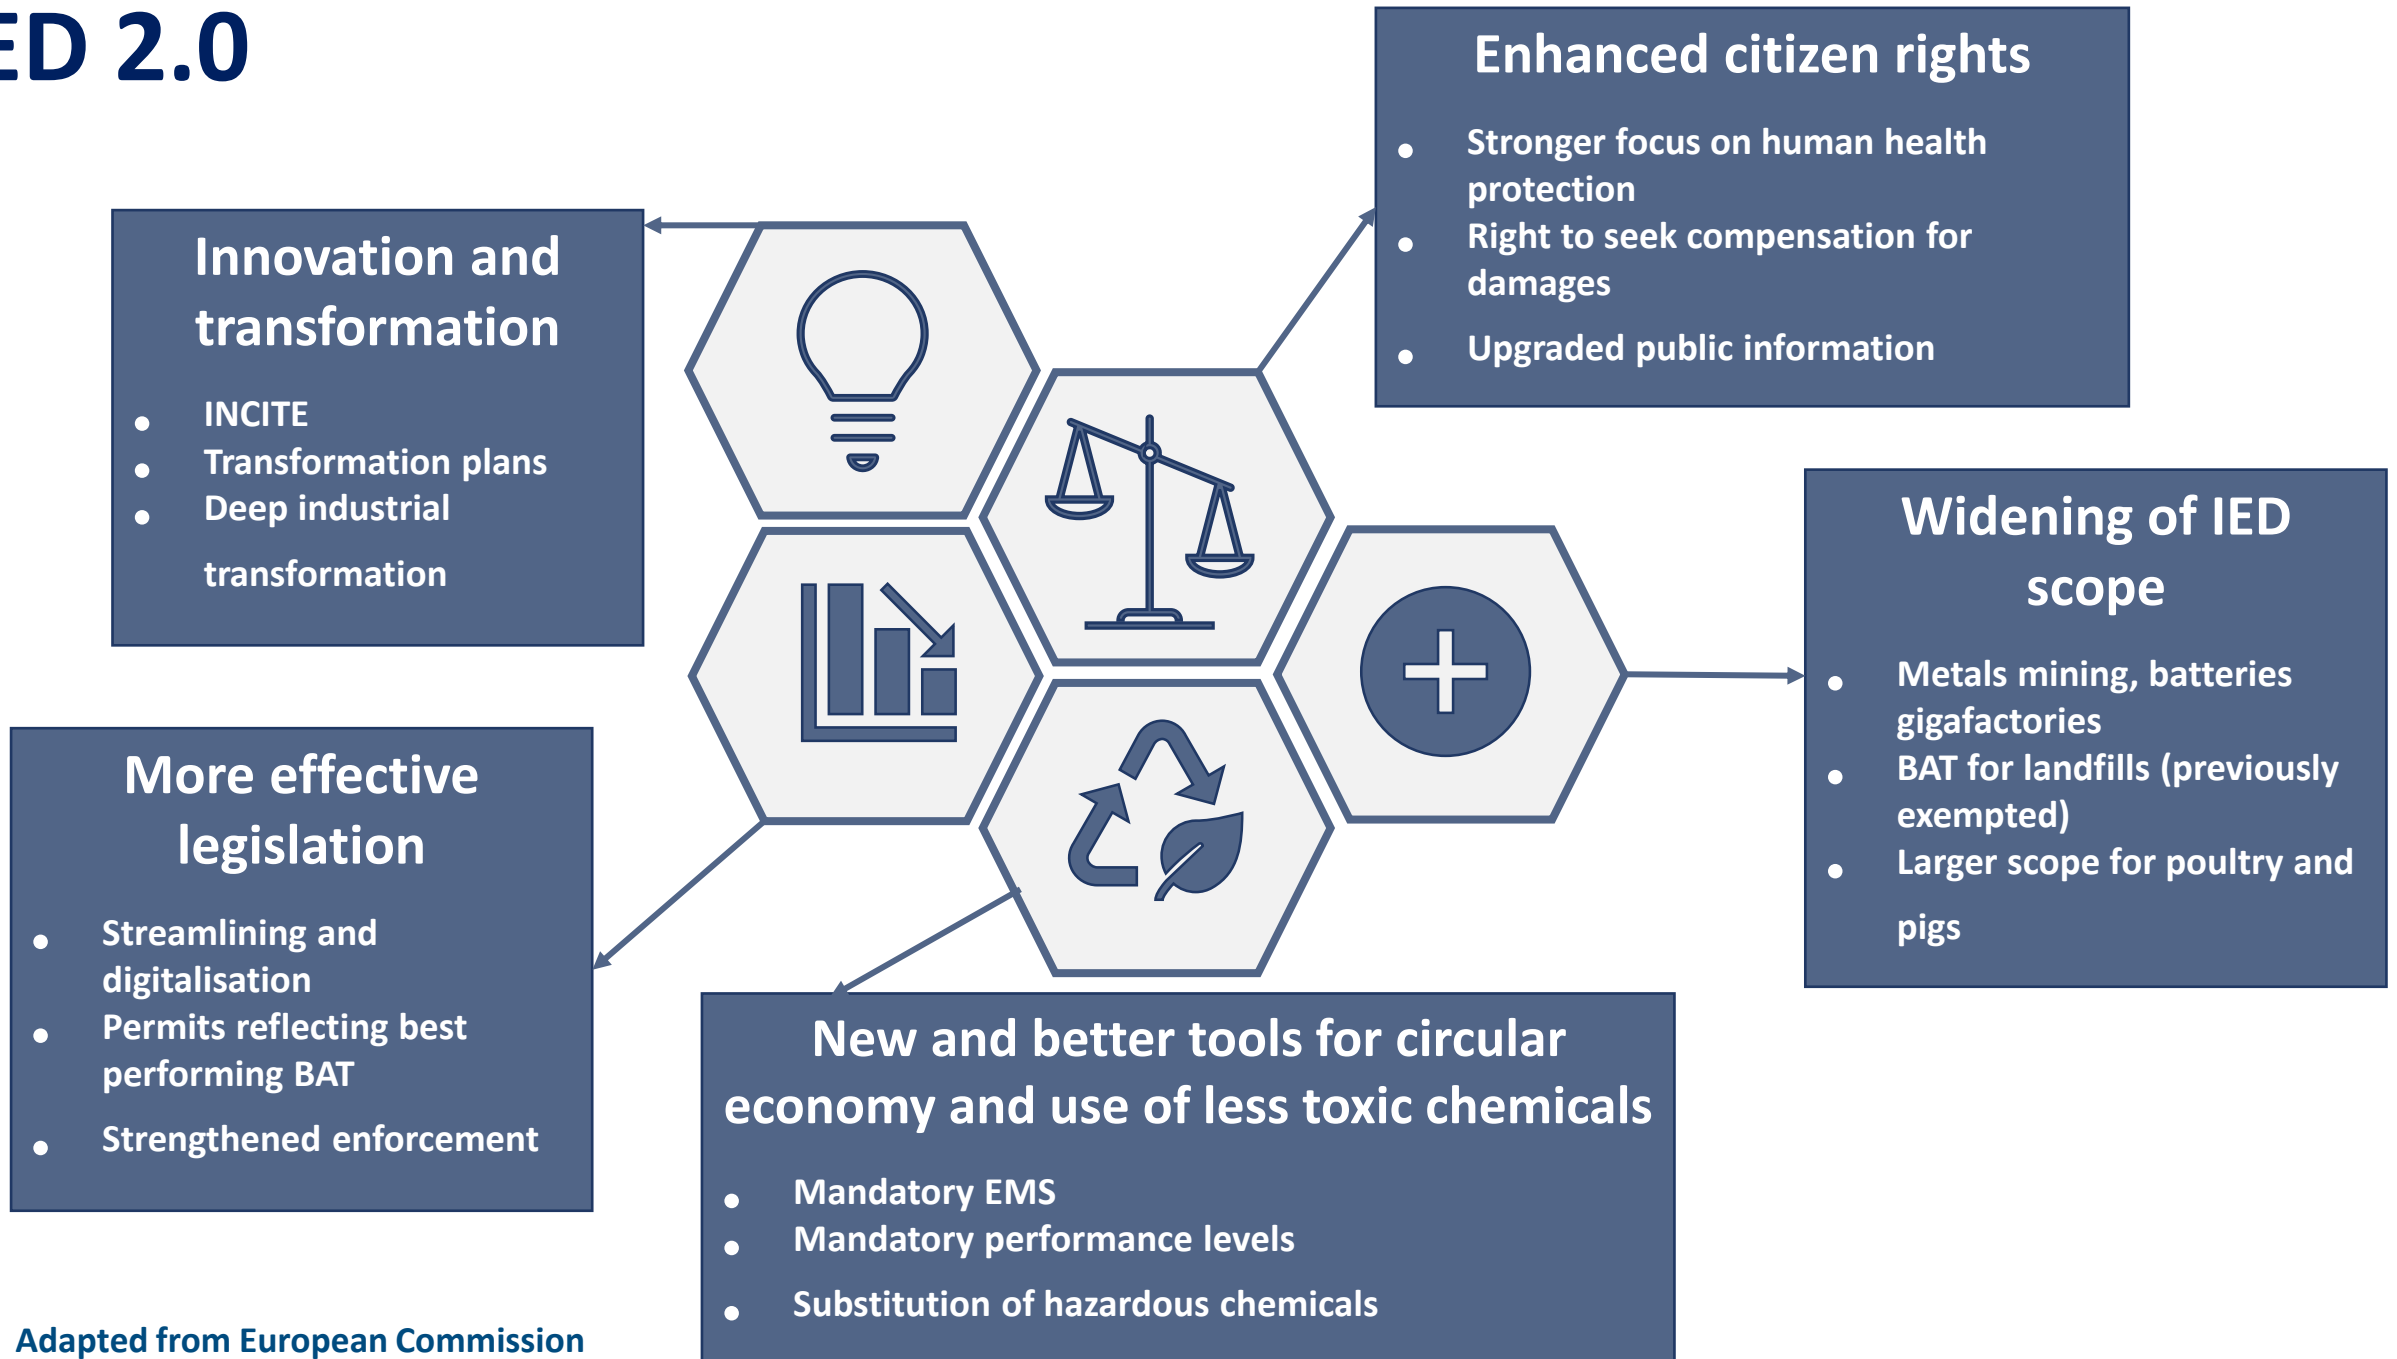 ED 2.0
Enhanced citizen rights
• Stronger focus on human health
protection
• Right to seek compensation for
damages
• Upgraded public information
Innovation and
transformation
• INCITE
• Transformation plans
• Deep industrial
transformation
Widening of IED
scope
• Metals mining, batteries
gigafactories
• BAT for landfills (previously
exempted)
• Larger scope for poultry and
pigs
More effective
legislation
• Streamlining and
digitalisation
• Permits reflecting best
performing BAT
• Strengthened enforcement
New and better tools for circular
economy and use of less toxic chemicals
• Mandatory EMS
• Mandatory performance levels
• Substitution of hazardous chemicals
Adapted from European Commission